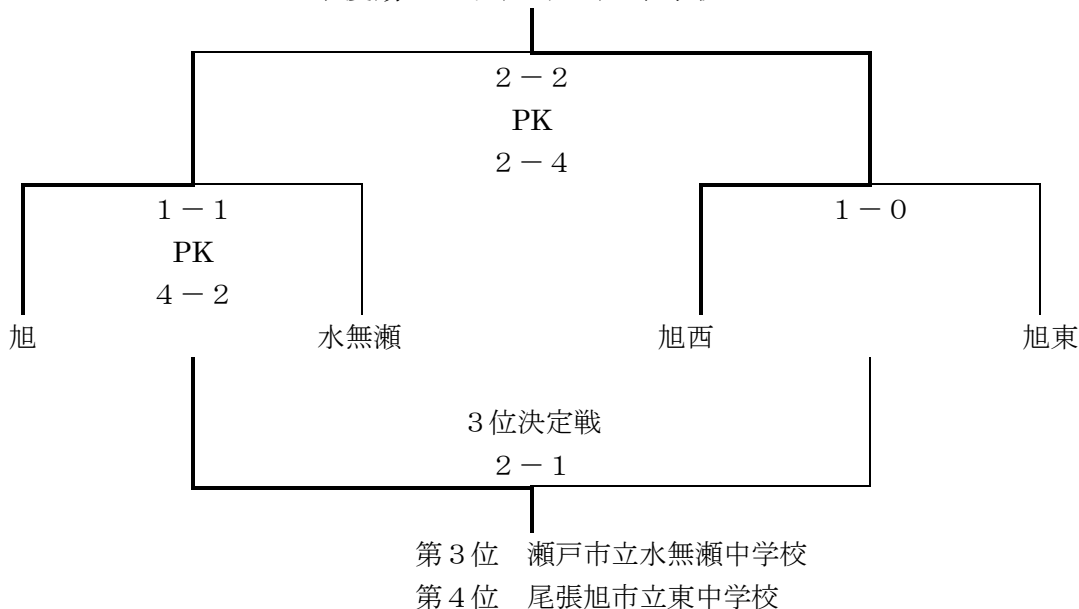 2－2
PK
2－4
1－1
PK
4－2
1－0
旭
水無瀬
旭西
旭東
3位決定戦
2－1
第3位　瀬戸市立水無瀬中学校
第4位　尾張旭市立東中学校